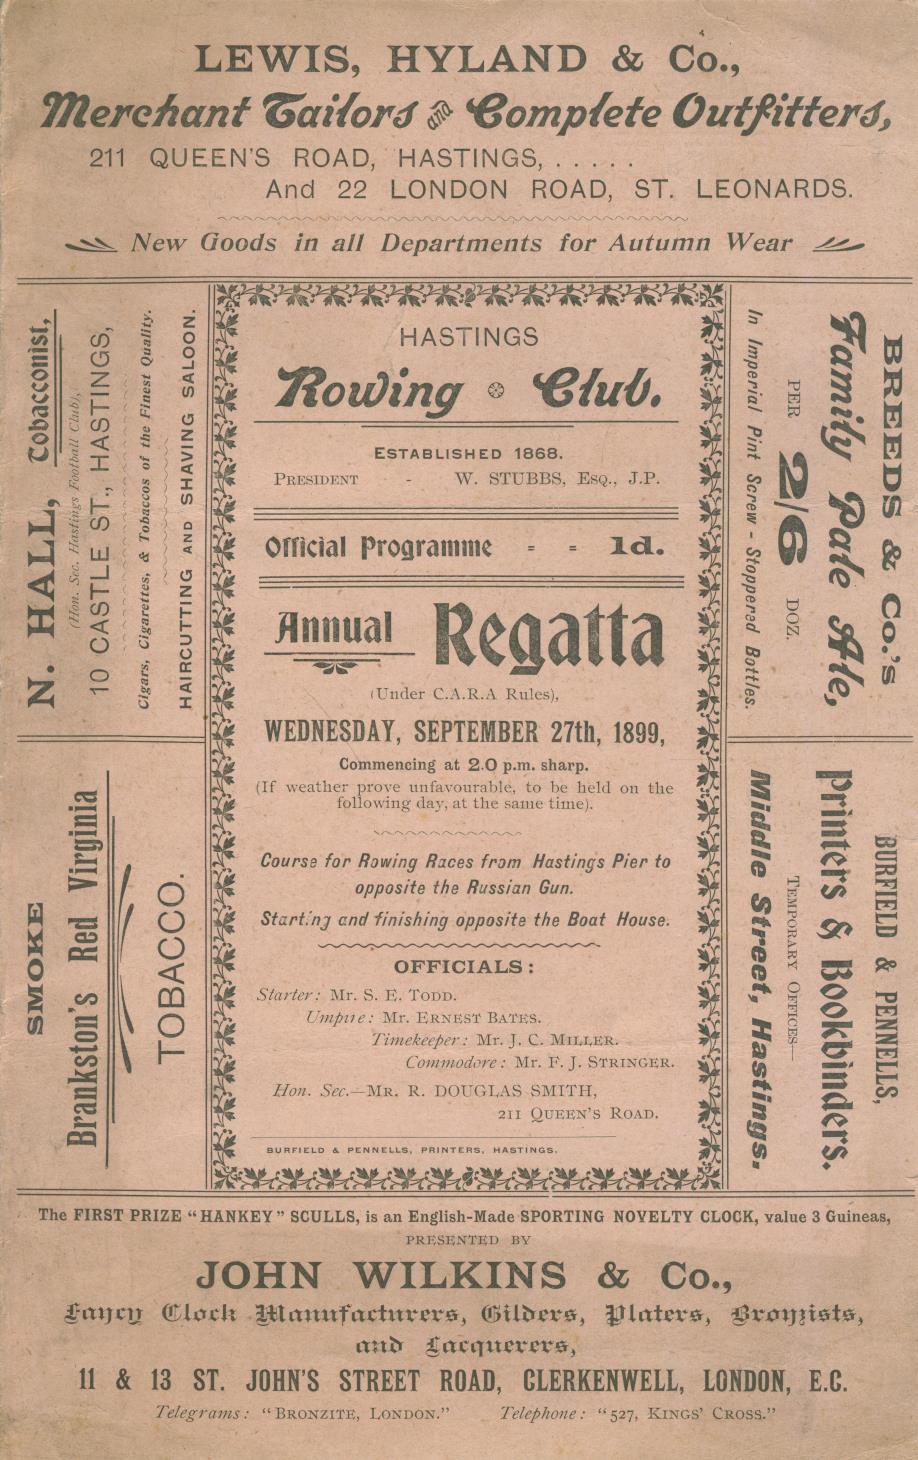 LEWIS, HYLAND & Co.,
Merchant Tailors and Complete Outfitters,
211 QUEEN'S ROAD, HASTINGS, . . . . .
And 22 LONDON ROAD, ST. LEONARDS.
New Goods in all Departments for Autumn Wear
N. HALL, Tobacconist,
(Hon. Sec. Hastings Football Club),
10 CASTLE ST., HASTINGS,
Cigars, Cigarettes, & Tobaccos of the Finest Quality.
HAIRCUTTING AND SHAVING SALOON.
SMOKE
Brankston's Red Virginia
TOBACCO.
HASTINGS
Rowing Club.
ESTABLISHED 1868.
PRESIDENT - W. STUBBS, ESQ., J.P.
Official Programme = = 1d.
Annual Regatta
(Under C.A.R.A Rules),
WEDNESDAY, SEPTEMBER 27th, 1899,
Commencing at 2.0 p.m. sharp.
(If weather prove unfavourable, to be held on the
following day, at the same time).
Course for Rowing Races from Hastings Pier to
opposite the Russian Gun.
Starting and finishing opposite the Boat House.
OFFICIALS:
Starter: Mr. S. E. TODD.
Umpire: Mr. ERNEST BATES.
Timekeeper: Mr. J. C. MILLER.
Commodore: Mr. F. J. STRINGER.
Hon. Sec.—MR. R. DOUGLAS SMITH,
211 QUEEN'S ROAD.
BURFIELD & PENNELLS, PRINTERS, HASTINGS.
BREEDS & Co.'s
Family Pale Ale,
PER 2/6 DOZ.
In Imperial Pint Screw-Stoppered Bottles.
BURFIELD & PENNELLS,
Printers & Bookbinders.
TEMPORARY OFFICES—
Middle Street, Hastings.
The FIRST PRIZE "HANKEY" SCULLS, is an English-Made SPORTING NOVELTY CLOCK, value 3 Guineas,
PRESENTED BY
JOHN WILKINS & Co.,
Fancy Clock Manufacturers, Gilders, Platers, Bronzists,
and Lacquerers,
11 & 13 ST. JOHN'S STREET ROAD, CLERKENWELL, LONDON, E.C.
Telegrams: "BRONZITE, LONDON." Telephone: "527, KINGS' CROSS."